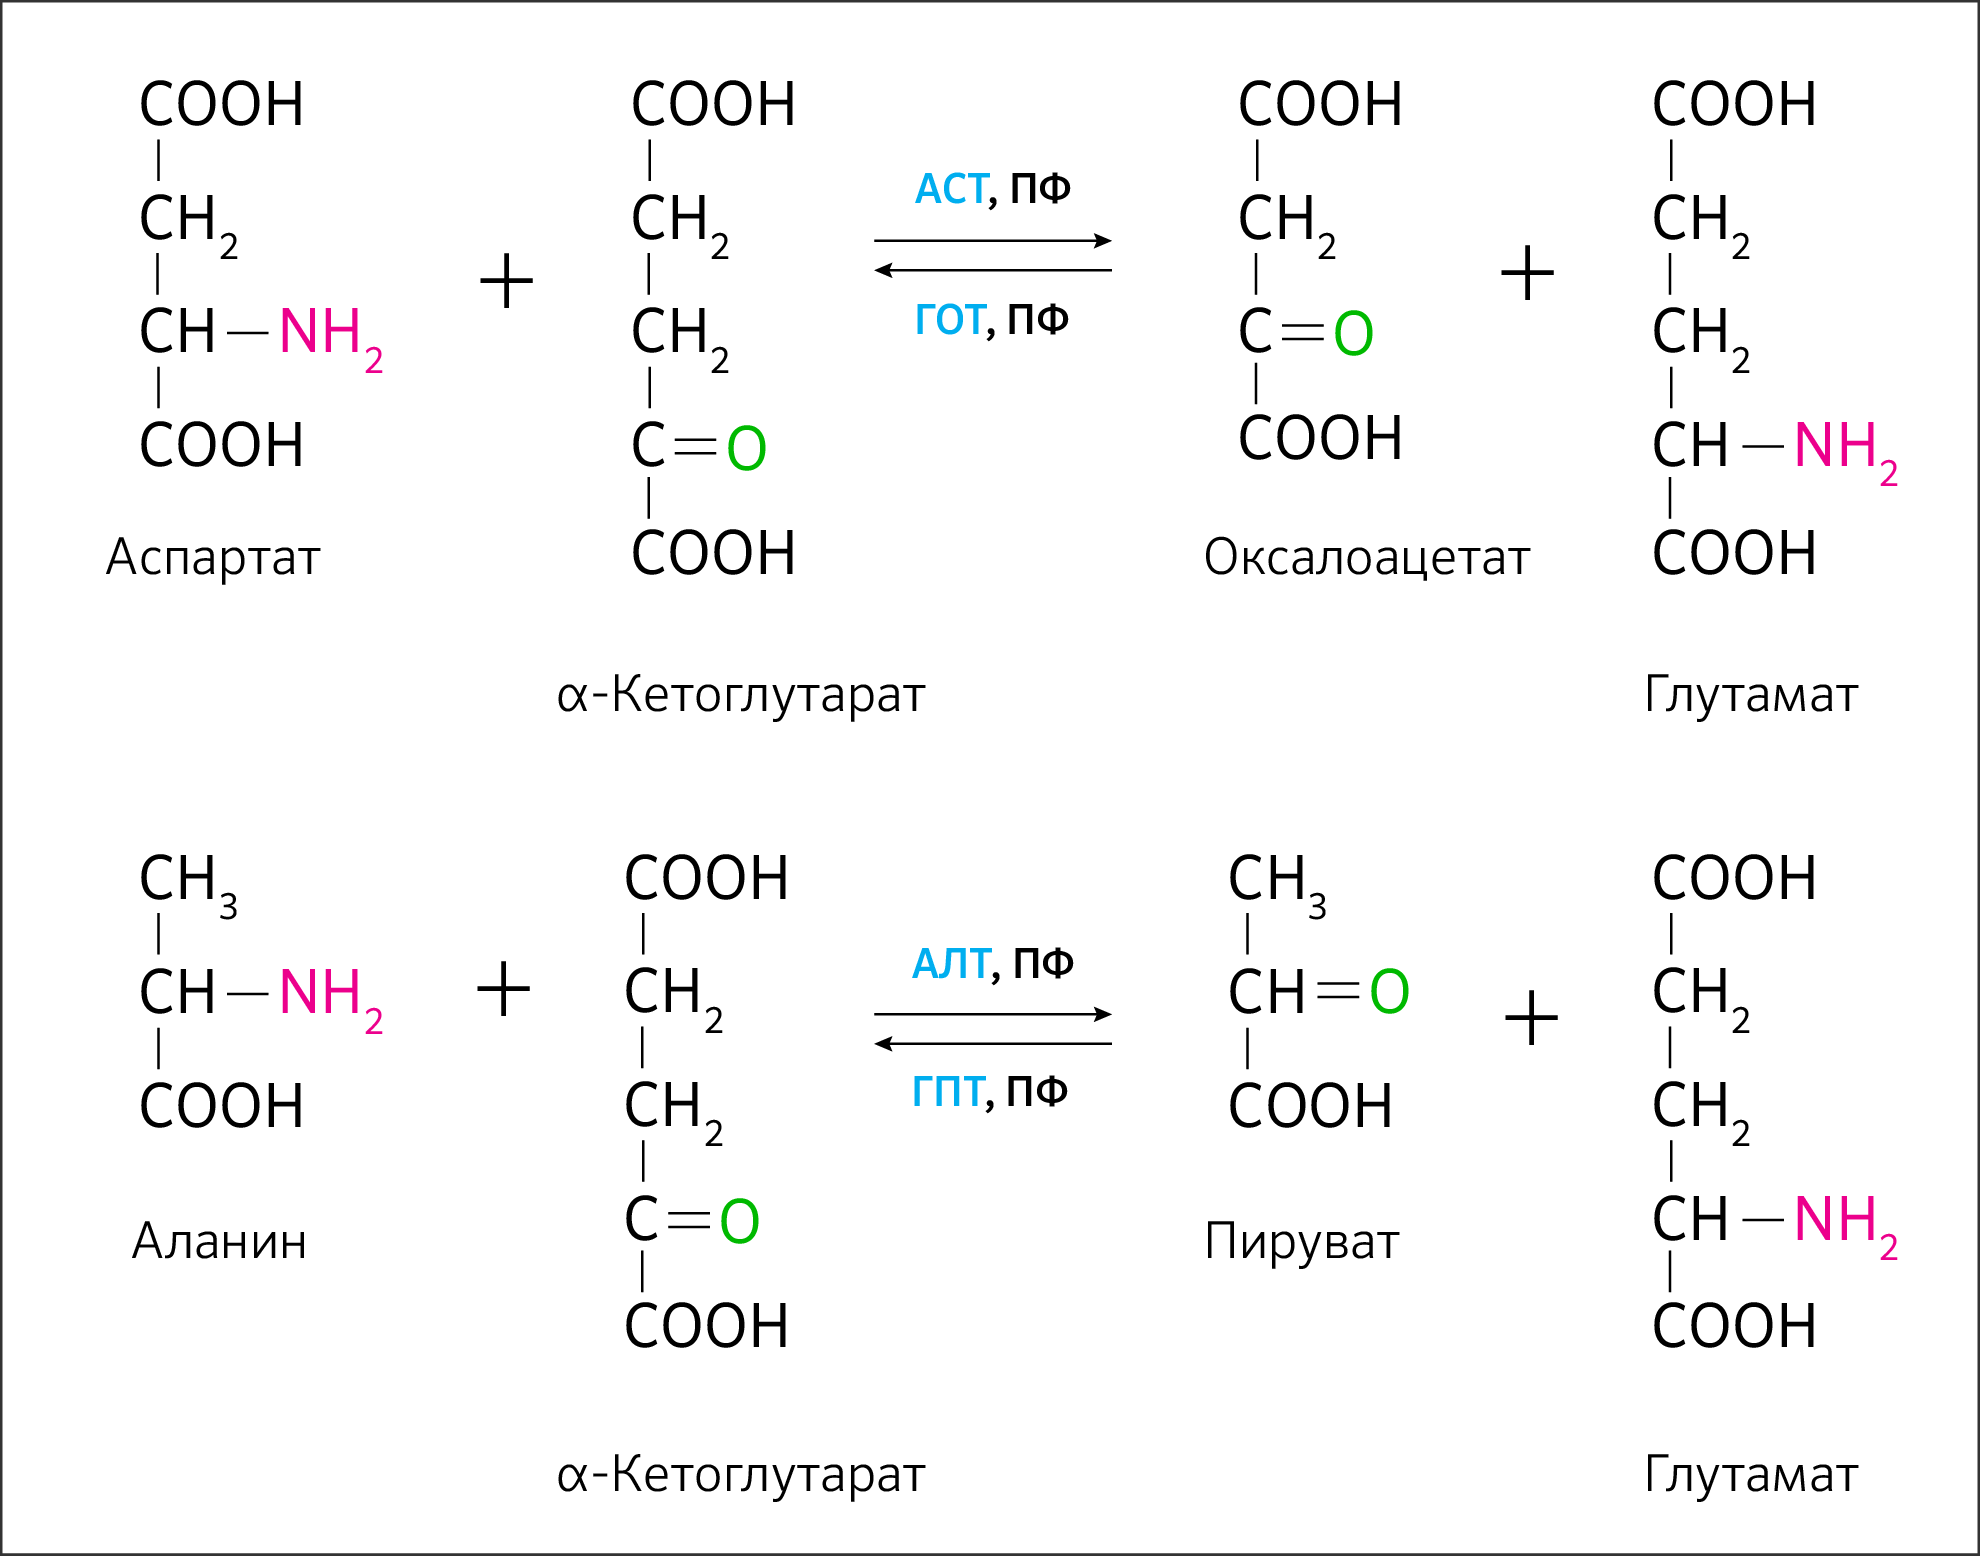 COOH COOH COOH COOH
АСТ, ПФ
CH2 CH2 CH2 CH2
+ +
ГОТ, ПФ
CH—NH2 CH2 C=O CH2
COOH C=O COOH CH—NH2
Аспартат COOH Оксалоацетат COOH
α-Кетоглутарат Глутамат
CH3 COOH CH3 COOH
АЛТ, ПФ
CH—NH2 + CH2 CH=O + CH2
ГПТ, ПФ
COOH CH2 COOH CH2
Аланин C=O Пируват CH—NH2
COOH COOH
α-Кетоглутарат Глутамат